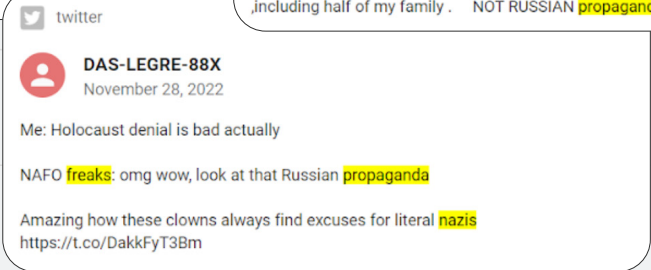 ,including half of my family . NOT RUSSIAN
twitter
DAS-LEGRE-88X
November 28, 2022
Me: Holocaust denial is bad actually
NAFO freaks: omg wow, look at that Russian propaganda
Amazing how these clowns always find excuses for literal nazis
https://t.co/DakkFyT3Bm